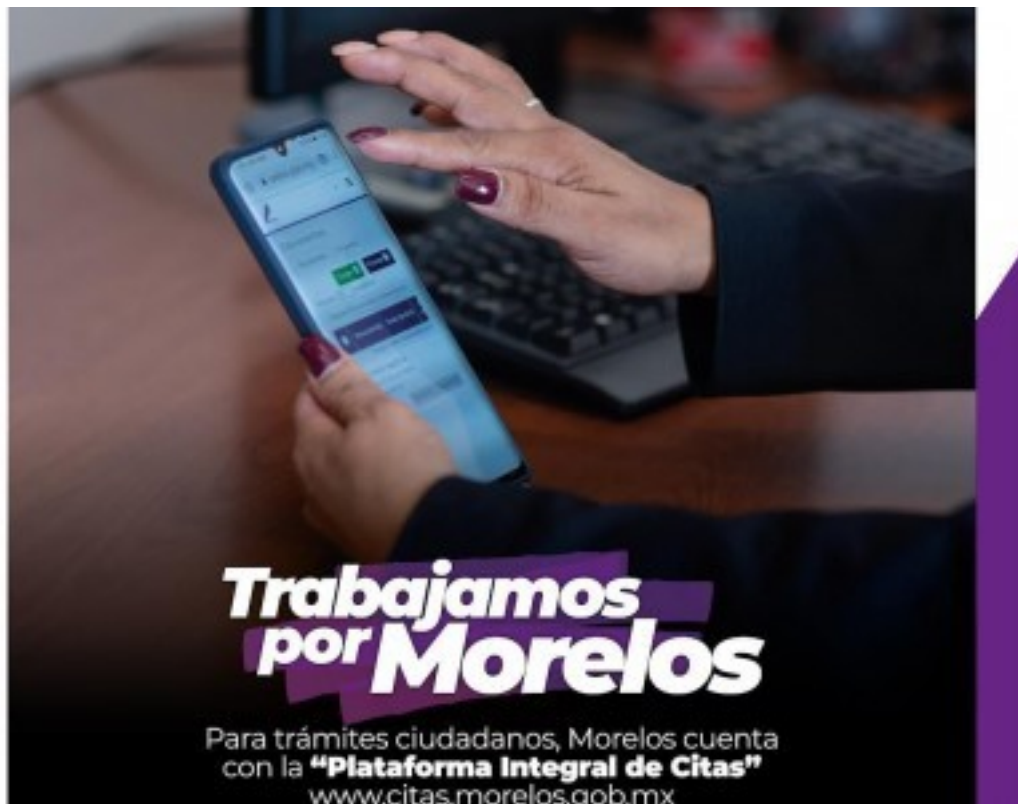 Trabajamos
por Morelos
Para trámites ciudadanos, Morelos cuenta
con la “Plataforma Integral de Citas”
www.citas.morelos.gob.mx